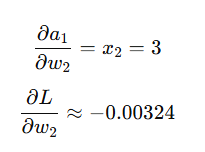 ∂a₁/∂w₂ = x₂ = 3
∂L/∂w₂ ≈ −0.00324